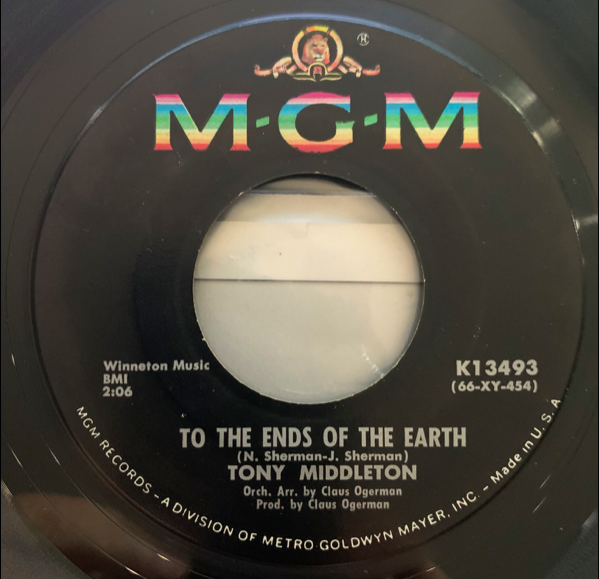 ®
M·G·M
Winneton Music
BMI
2:06
K13493
(66-XY-454)
TO THE ENDS OF THE EARTH
(N. Sherman-J. Sherman)
TONY MIDDLETON
Orch. Arr. by Claus Ogerman
Prod. by Claus Ogerman
MGM RECORDS - A DIVISION OF METRO-GOLDWYN MAYER, INC. - Made in U. S. A